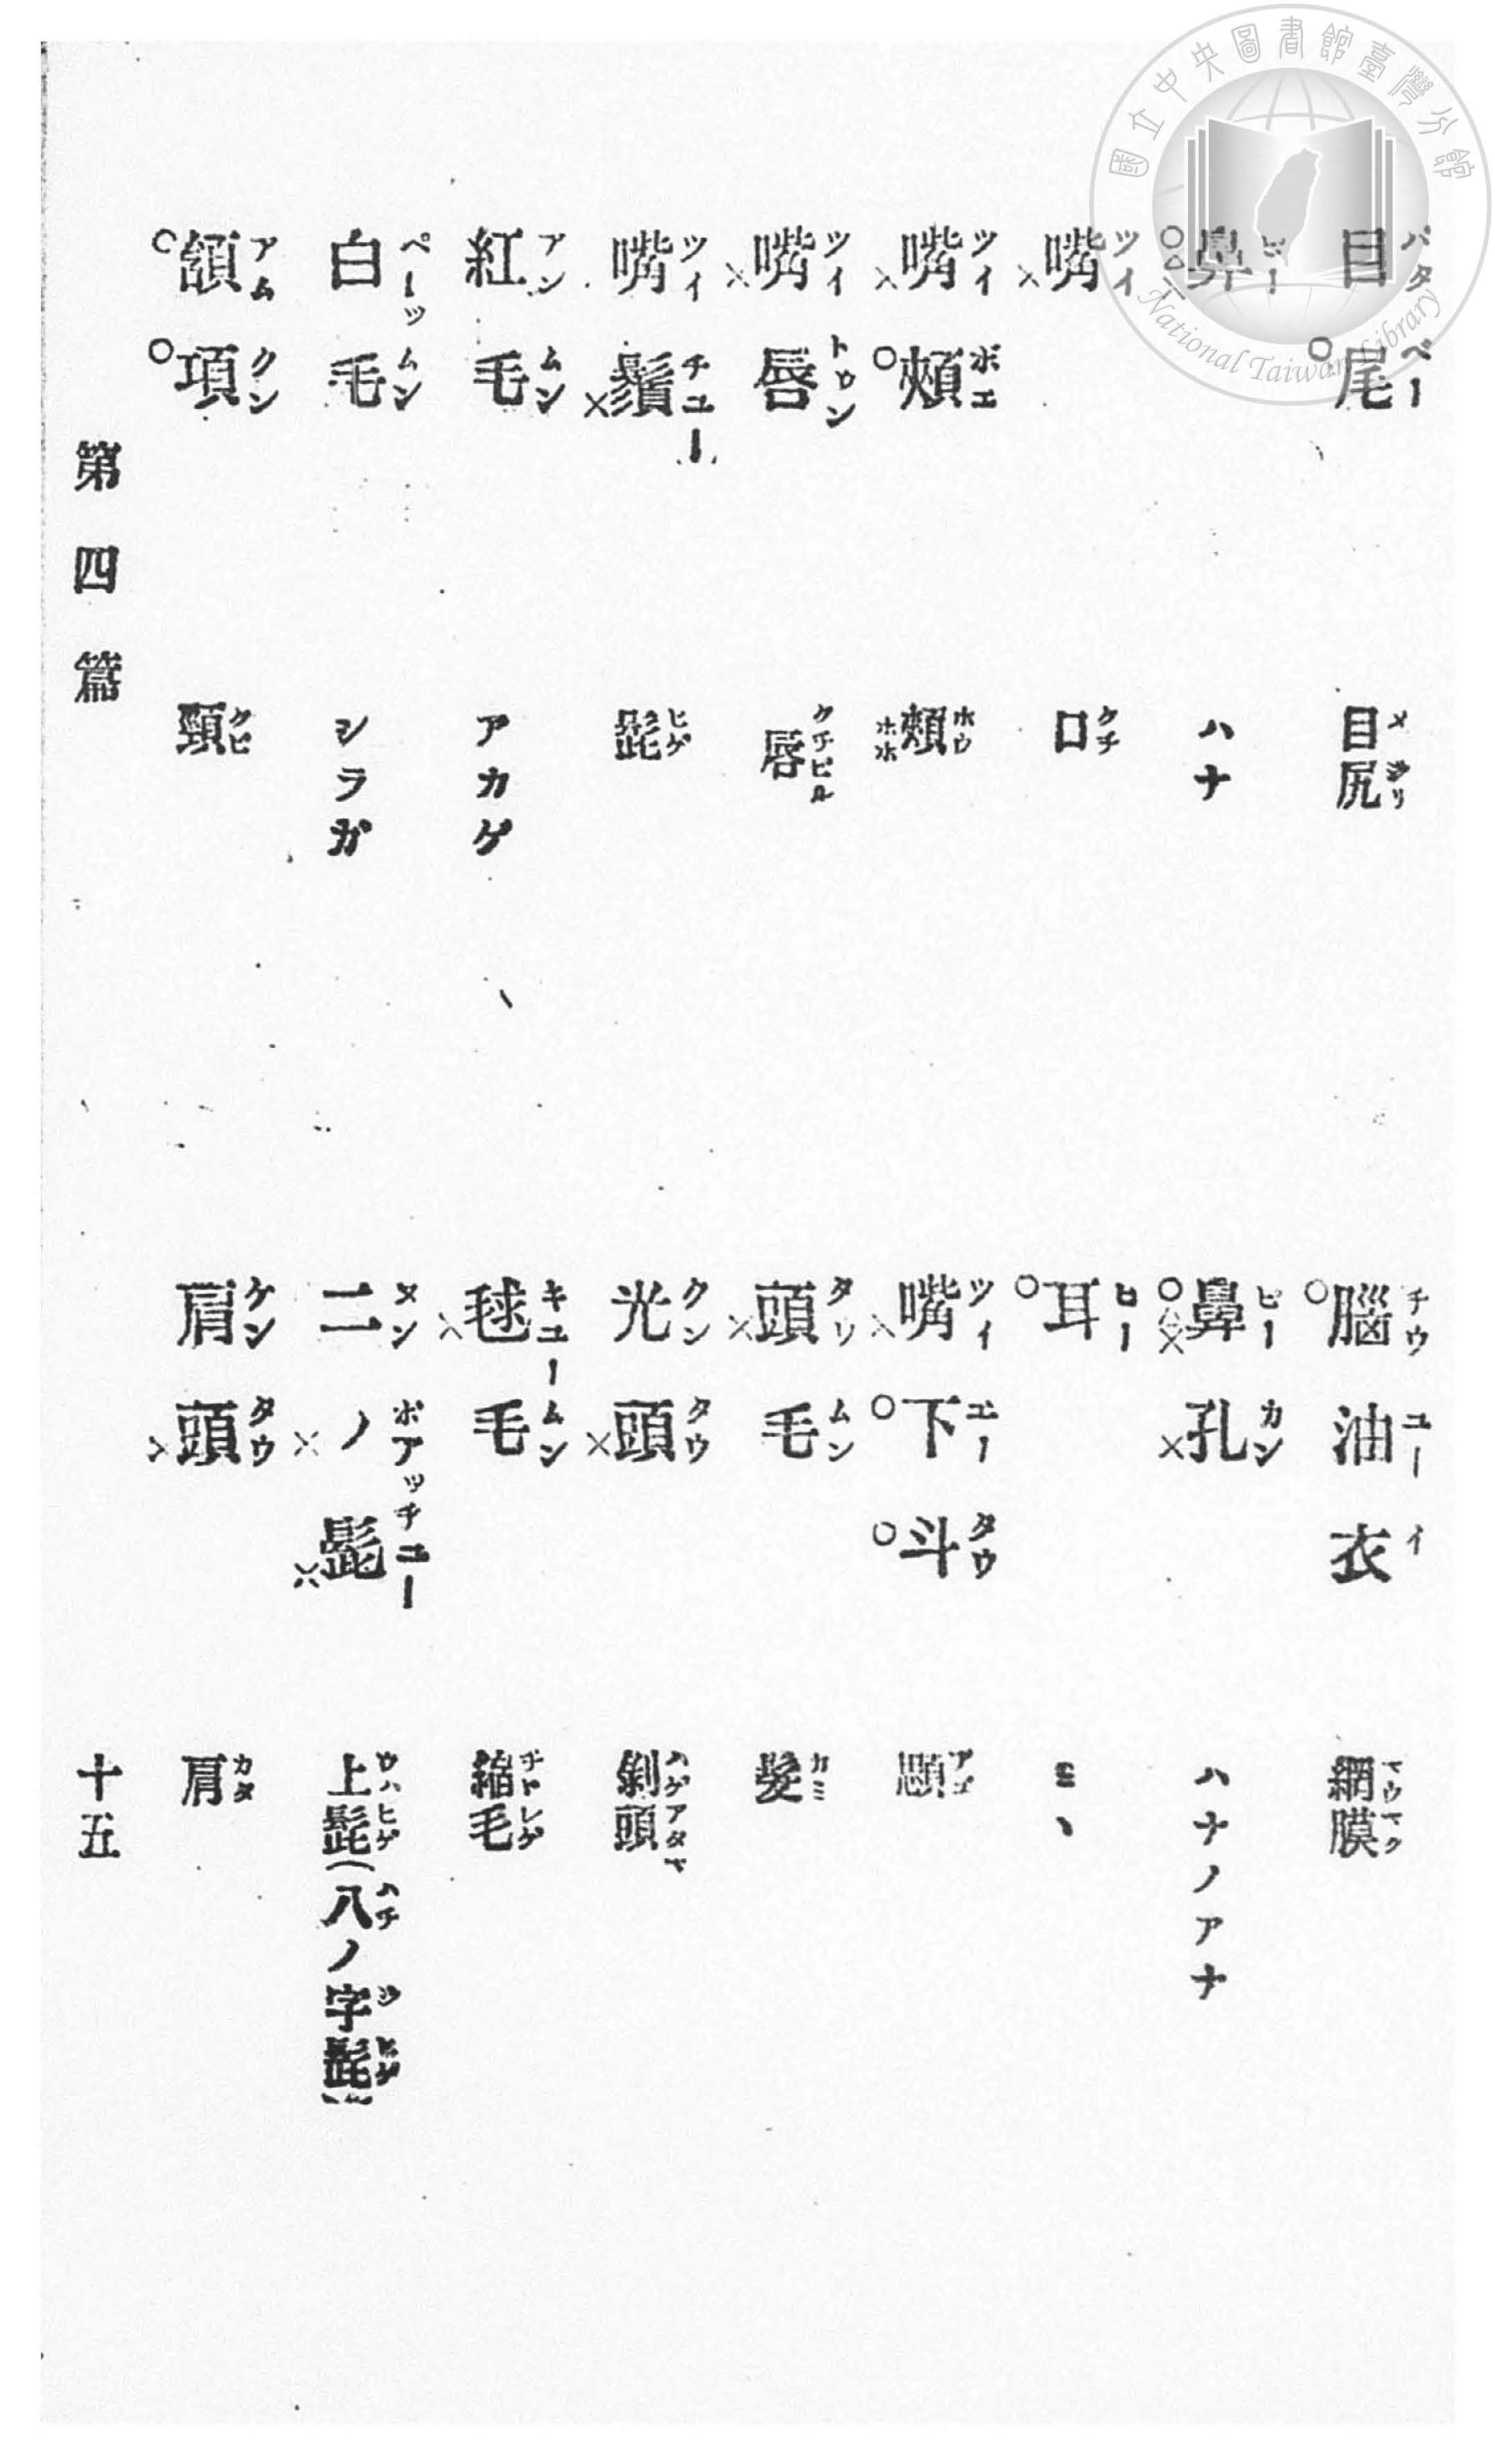 國立中央圖書館臺灣分館
National Taiwan Library
目尾 バタベー 目尻 メジリ
鼻 ピー ハナ
嘴 ツイ 口 クチ
嘴頰 ツイポエ 頰 ホウ ホホ
嘴唇 ツイトゥン 唇 クチビル
嘴鬚 ツイチユー 髭 ヒゲ
紅毛 アンムン アカゲ
白毛 ペーッムン シラガ
頷項 アムクン 頸 クビ
腦油衣 チウユーイ 網膜 マウマク
鼻孔 ピーカン ハナノアナ
耳 ヒー ミヽ
嘴下斗 ツイエータウ 顋
頭毛 タリムン 髮 カミ
光頭 クンタウ 剝頭 ハゲアタマ
毬毛 キユームン 縮毛 チヂレゲ
二ノ髭 ヌンポアッチユー 上髭(八ノ字髭) ウハヒゲ ハチ ジヒゲ
肩頭 ケンタウ 肩 カタ
第四篇
十五